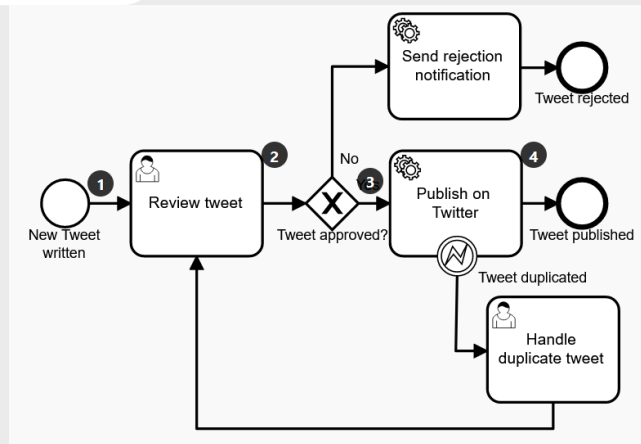 Send rejection
notification
Tweet rejected
No
1
2
3
4
Review tweet
Publish on
Twitter
New Tweet
written
Tweet approved?
Tweet published
Tweet duplicated
Handle
duplicate tweet